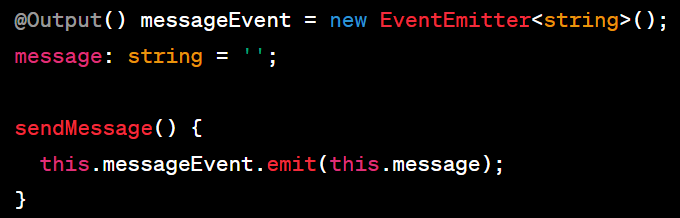 @Output() messageEvent = new EventEmitter<string>();
message: string = '';
sendMessage() {
  this.messageEvent.emit(this.message);
}